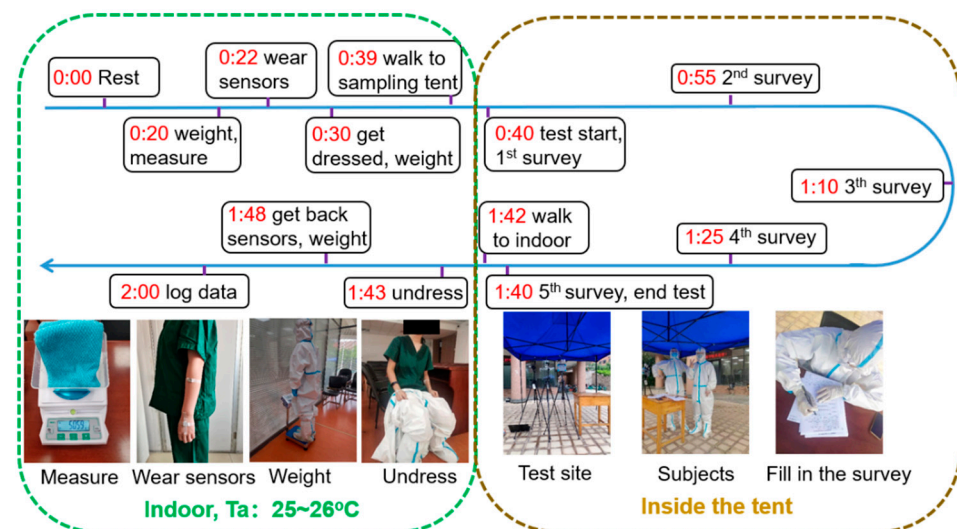 0:00 Rest
0:22 wear
sensors
0:39 walk to
sampling tent
0:55 2nd survey
0:20 weight,
measure
0:30 get
dressed, weight
0:40 test start,
1st survey
1:10 3th survey
1:48 get back
sensors, weight
1:42 walk
to indoor
1:25 4th survey
2:00 log data
1:43 undress
1:40 5th survey, end test
Measure
Wear sensors
Weight
Undress
Test site
Subjects
Fill in the survey
Indoor, Ta: 25~26°C
Inside the tent